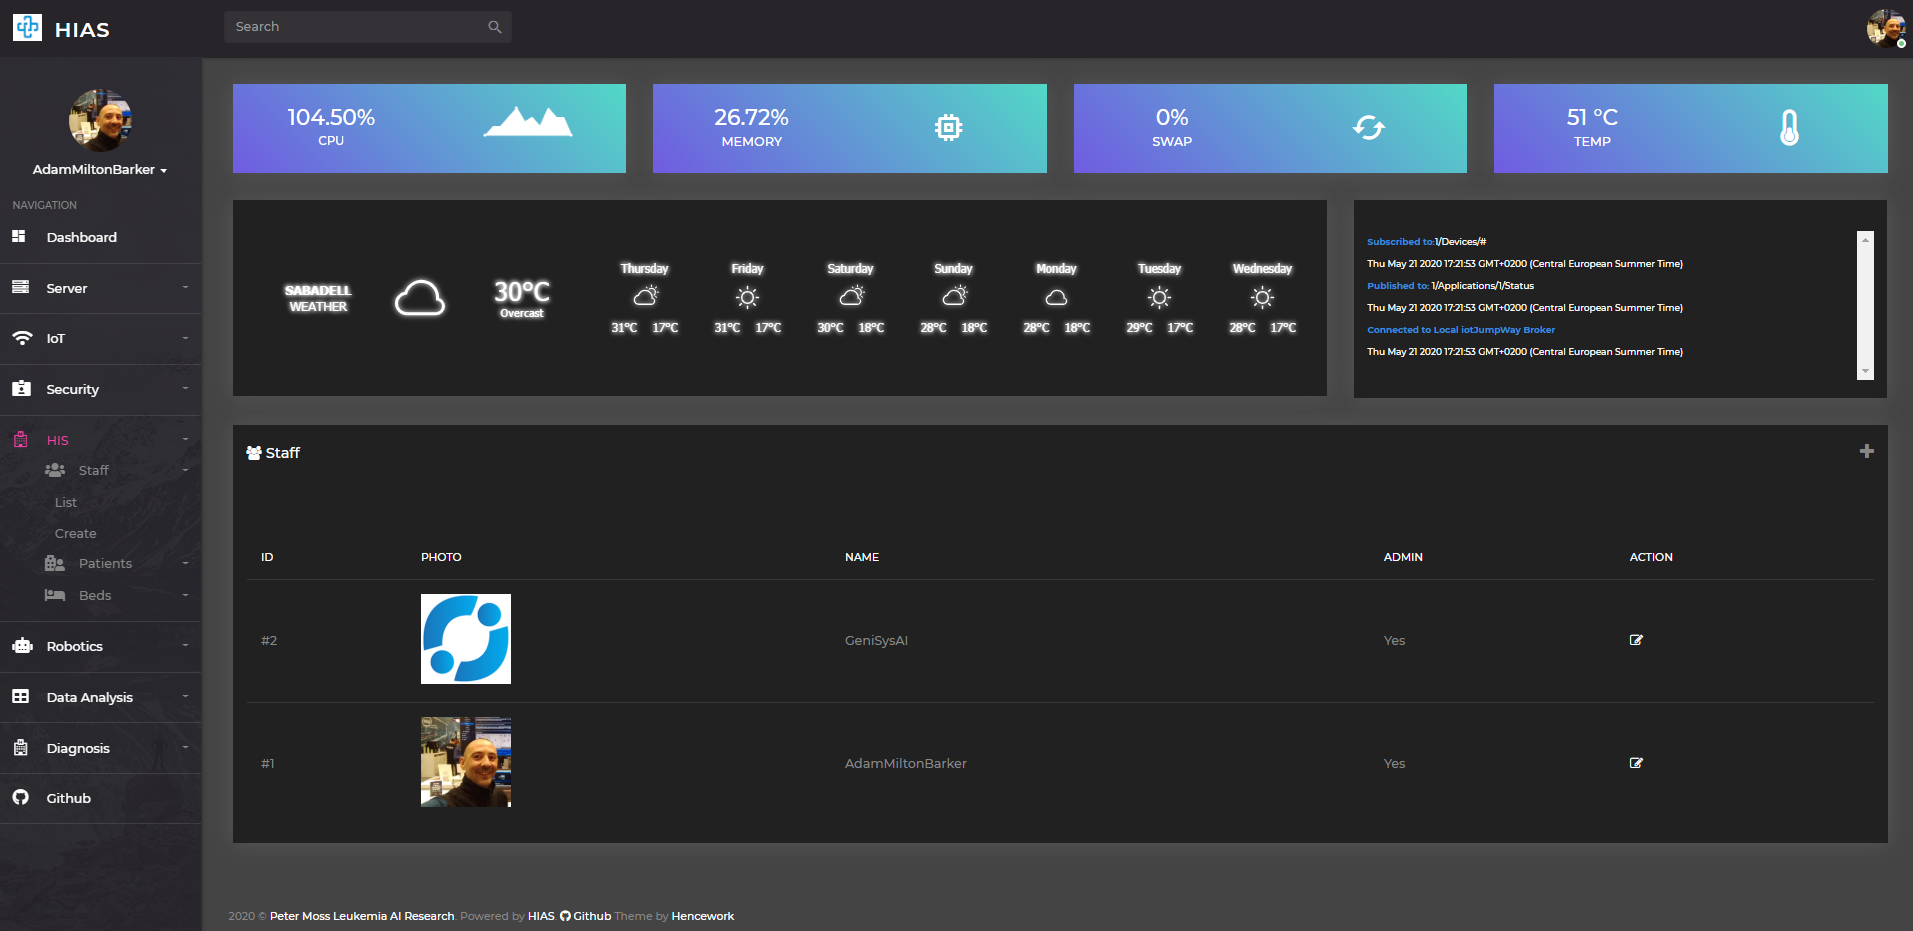 HIAS
Search
AdamMiltonBarker
NAVIGATION
Dashboard
Server
IoT
Security
HIS
Staff
List
Create
Patients
Beds
Robotics
Data Analysis
Diagnosis
Github
104.50%
CPU
26.72%
MEMORY
0%
SWAP
51 °C
TEMP
SABADELL
WEATHER
30°C
Overcast
Thursday
31°C 17°C
Friday
31°C 17°C
Saturday
30°C 18°C
Sunday
28°C 18°C
Monday
28°C 18°C
Tuesday
29°C 17°C
Wednesday
28°C 17°C
Subscribed to:1/Devices/#
Thu May 21 2020 17:21:53 GMT+0200 (Central European Summer Time)
Published to: 1/Applications/1/Status
Thu May 21 2020 17:21:53 GMT+0200 (Central European Summer Time)
Connected to Local iotJumpWay Broker
Thu May 21 2020 17:21:53 GMT+0200 (Central European Summer Time)
Staff
ID PHOTO NAME ADMIN ACTION
#2 GeniSysAI Yes
#1 AdamMiltonBarker Yes
2020 © Peter Moss Leukemia AI Research. Powered by HIAS. Github Theme by Hencework